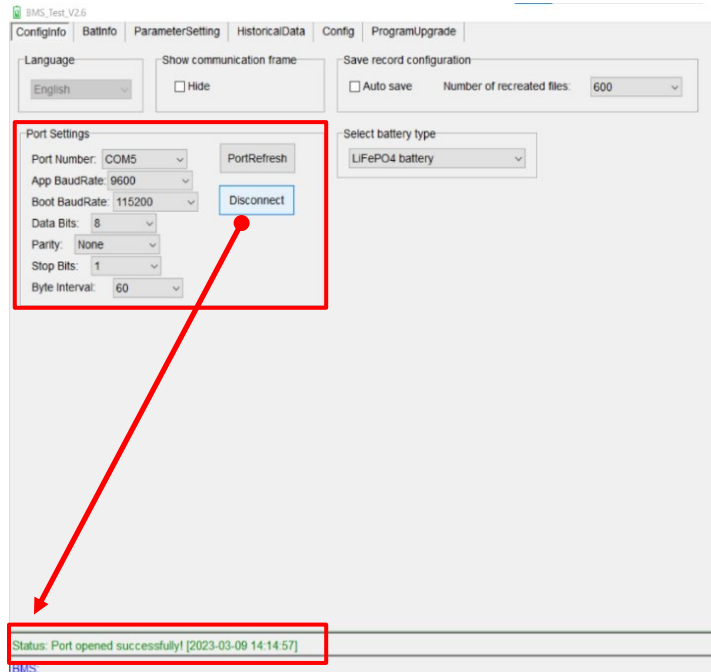 BMS_Test_V2.6
ConfigInfo BatInfo ParameterSetting HistoricalData Config ProgramUpgrade
Language
English
Show communication frame
Hide
Save record configuration
Auto save Number of recreated files: 600
Port Settings
Port Number: COM5 PortRefresh
App BaudRate: 9600
Boot BaudRate: 115200 Disconnect
Data Bits: 8
Parity: None
Stop Bits: 1
Byte Interval: 60
Select battery type
LiFePO4 battery
Status: Port opened successfuly! [2023-03-09 14:14:57]
BMS: